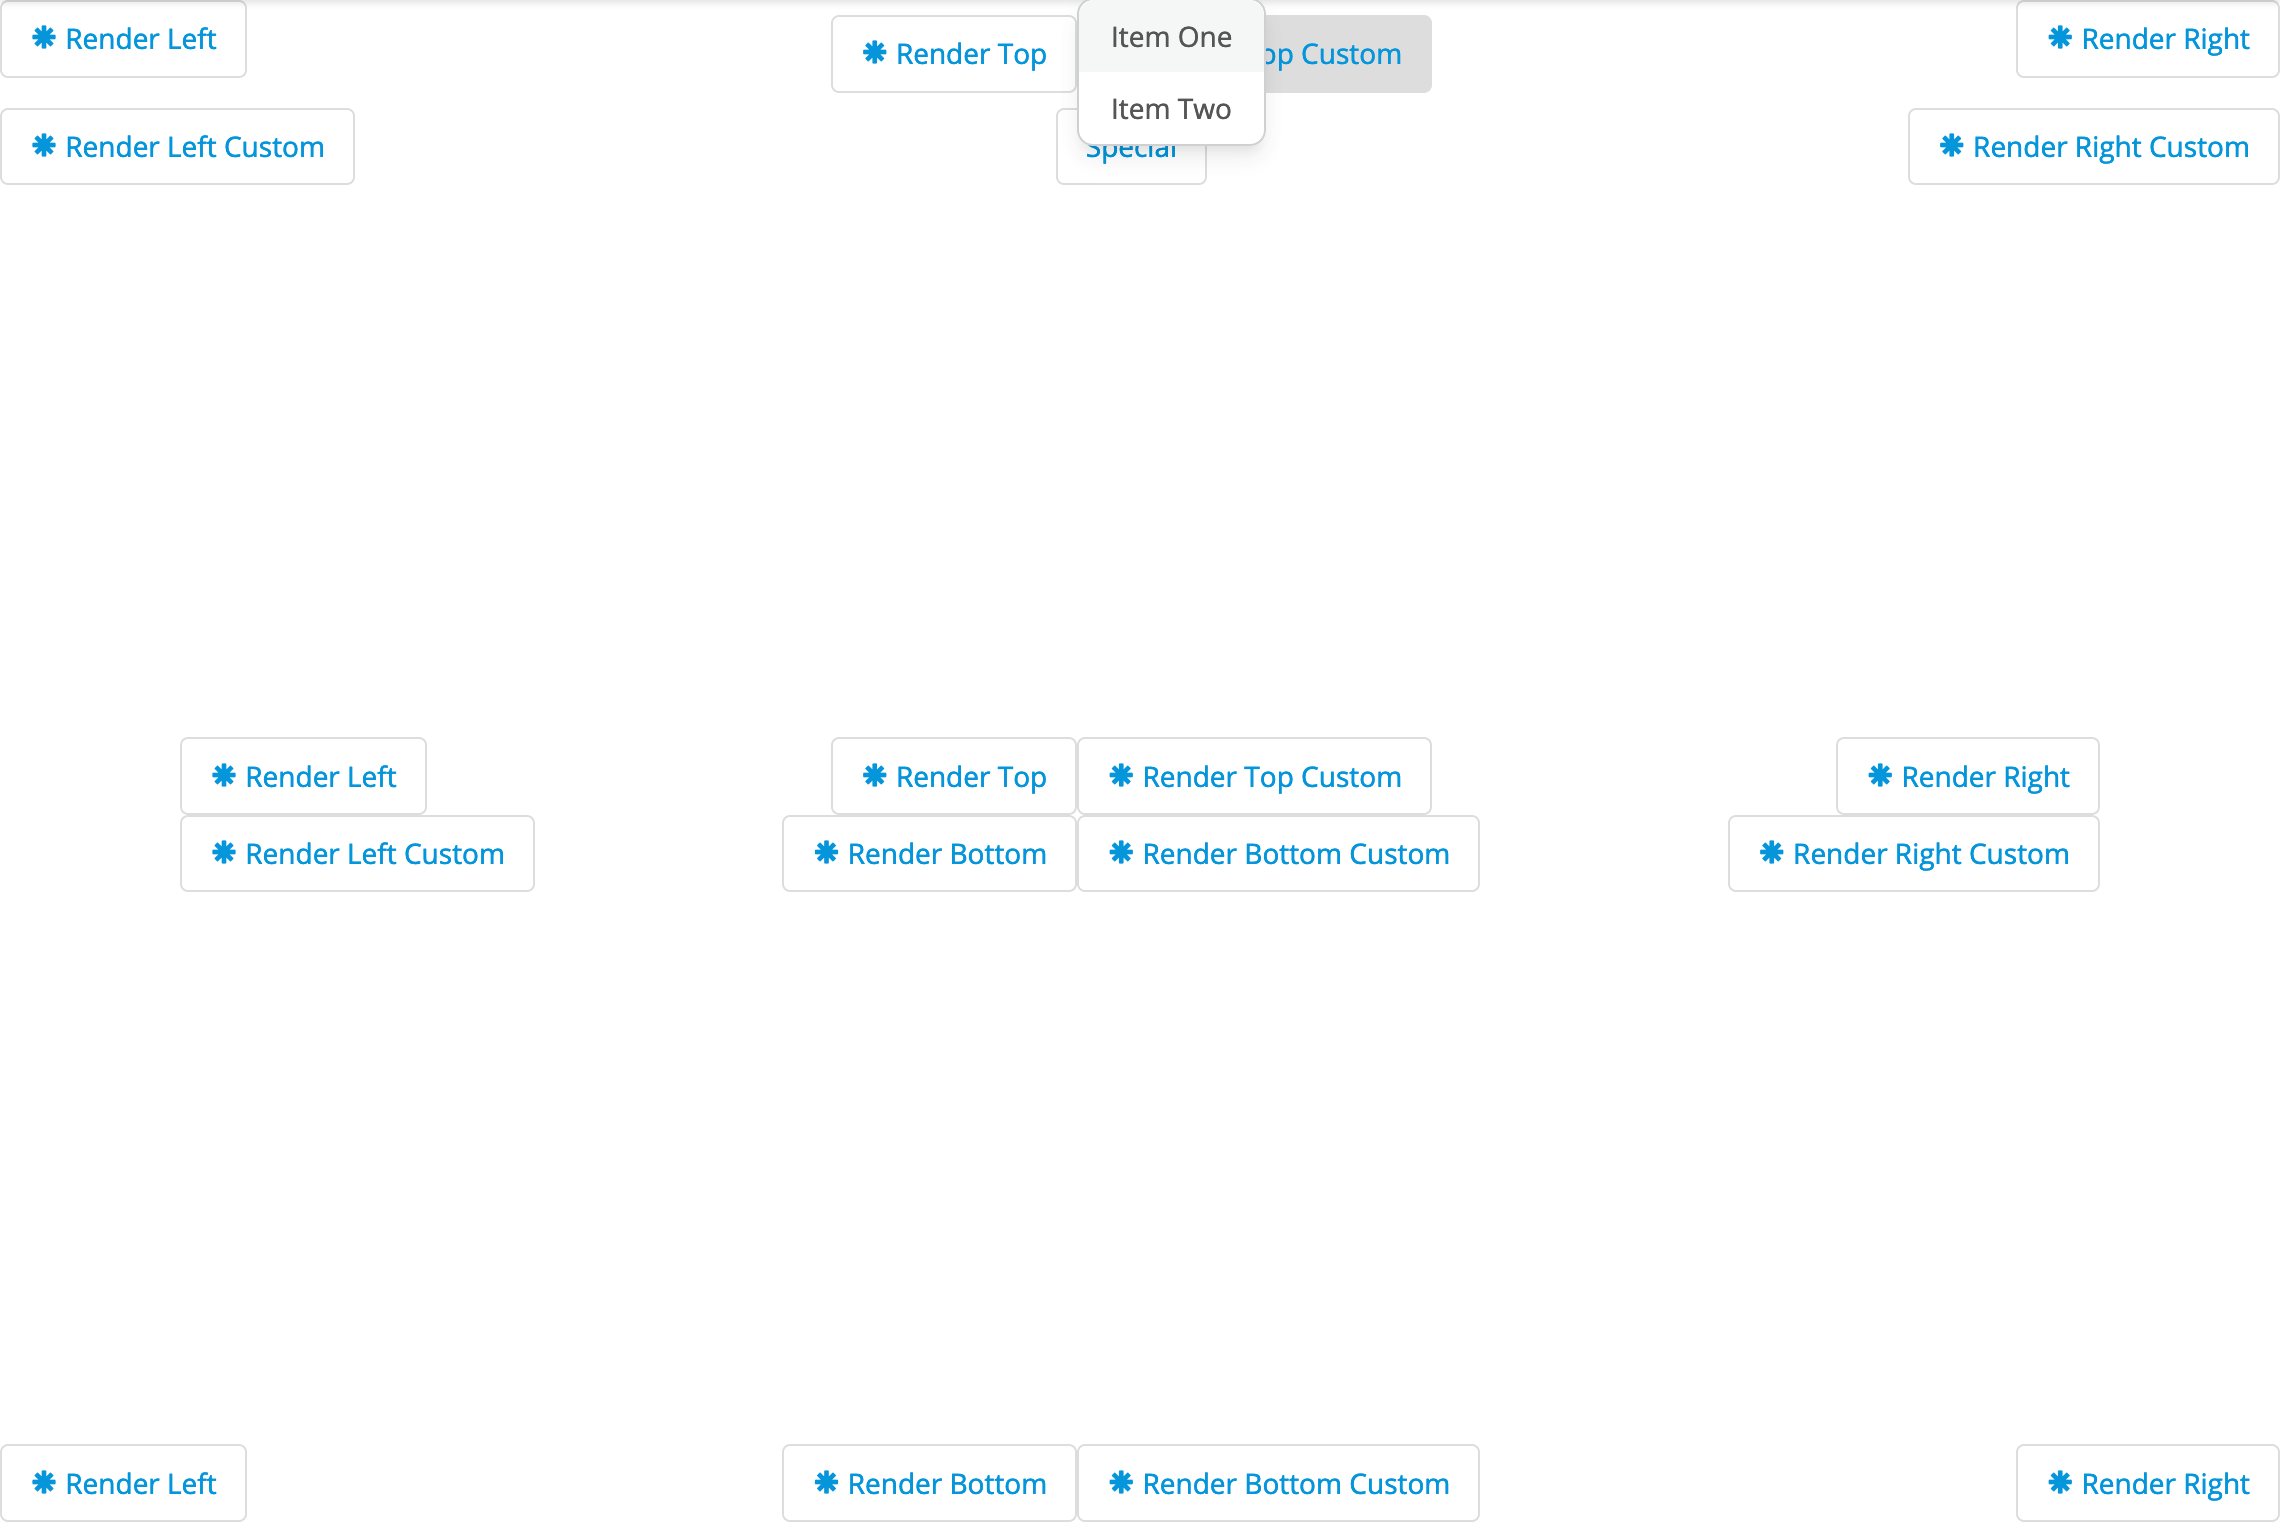 Render Left
Render Top
Item One
Custom
Render Right
Item Two
Render Left Custom
Special
Render Right Custom
Render Left
Render Top
Render Top Custom
Render Right
Render Left Custom
Render Bottom
Render Bottom Custom
Render Right Custom
Render Left
Render Bottom
Render Bottom Custom
Render Right